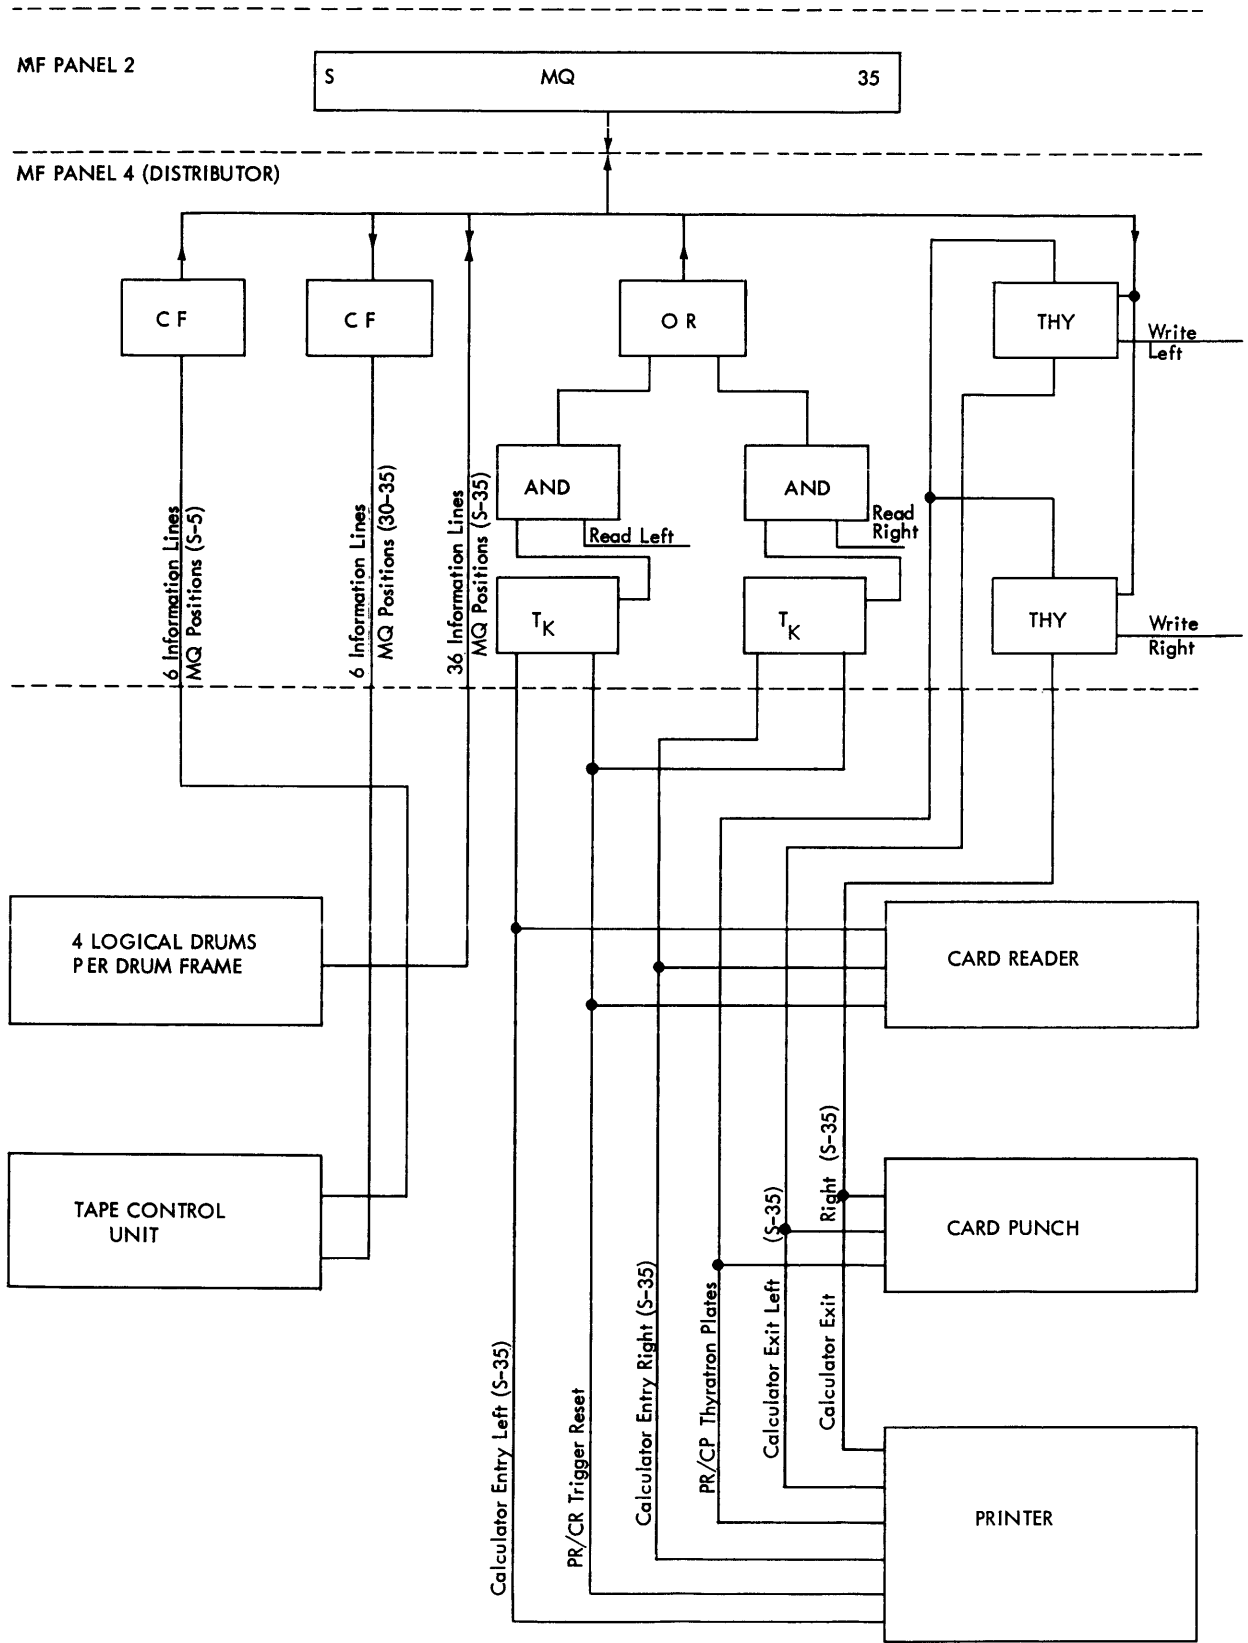 MF PANEL 2
S MQ 35
MF PANEL 4 (DISTRIBUTOR)
C F
C F
O R
THY
Write
Left
AND
Read Left
AND
Read
Right
6 Information Lines
MQ Positions (S-5)
6 Information Lines
MQ Positions (30-35)
36 Information Lines
MQ Positions (S-35)
TK
TK
THY
Write
Right
4 LOGICAL DRUMS
PER DRUM FRAME
CARD READER
TAPE CONTROL
UNIT
CARD PUNCH
Calculator Entry Left (S-35)
PR/CR Trigger Reset
Calculator Entry Right (S-35)
PR/CP Thyratron Plates
Calculator Exit Left (S-35)
Calculator Exit Right (S-35)
PRINTER